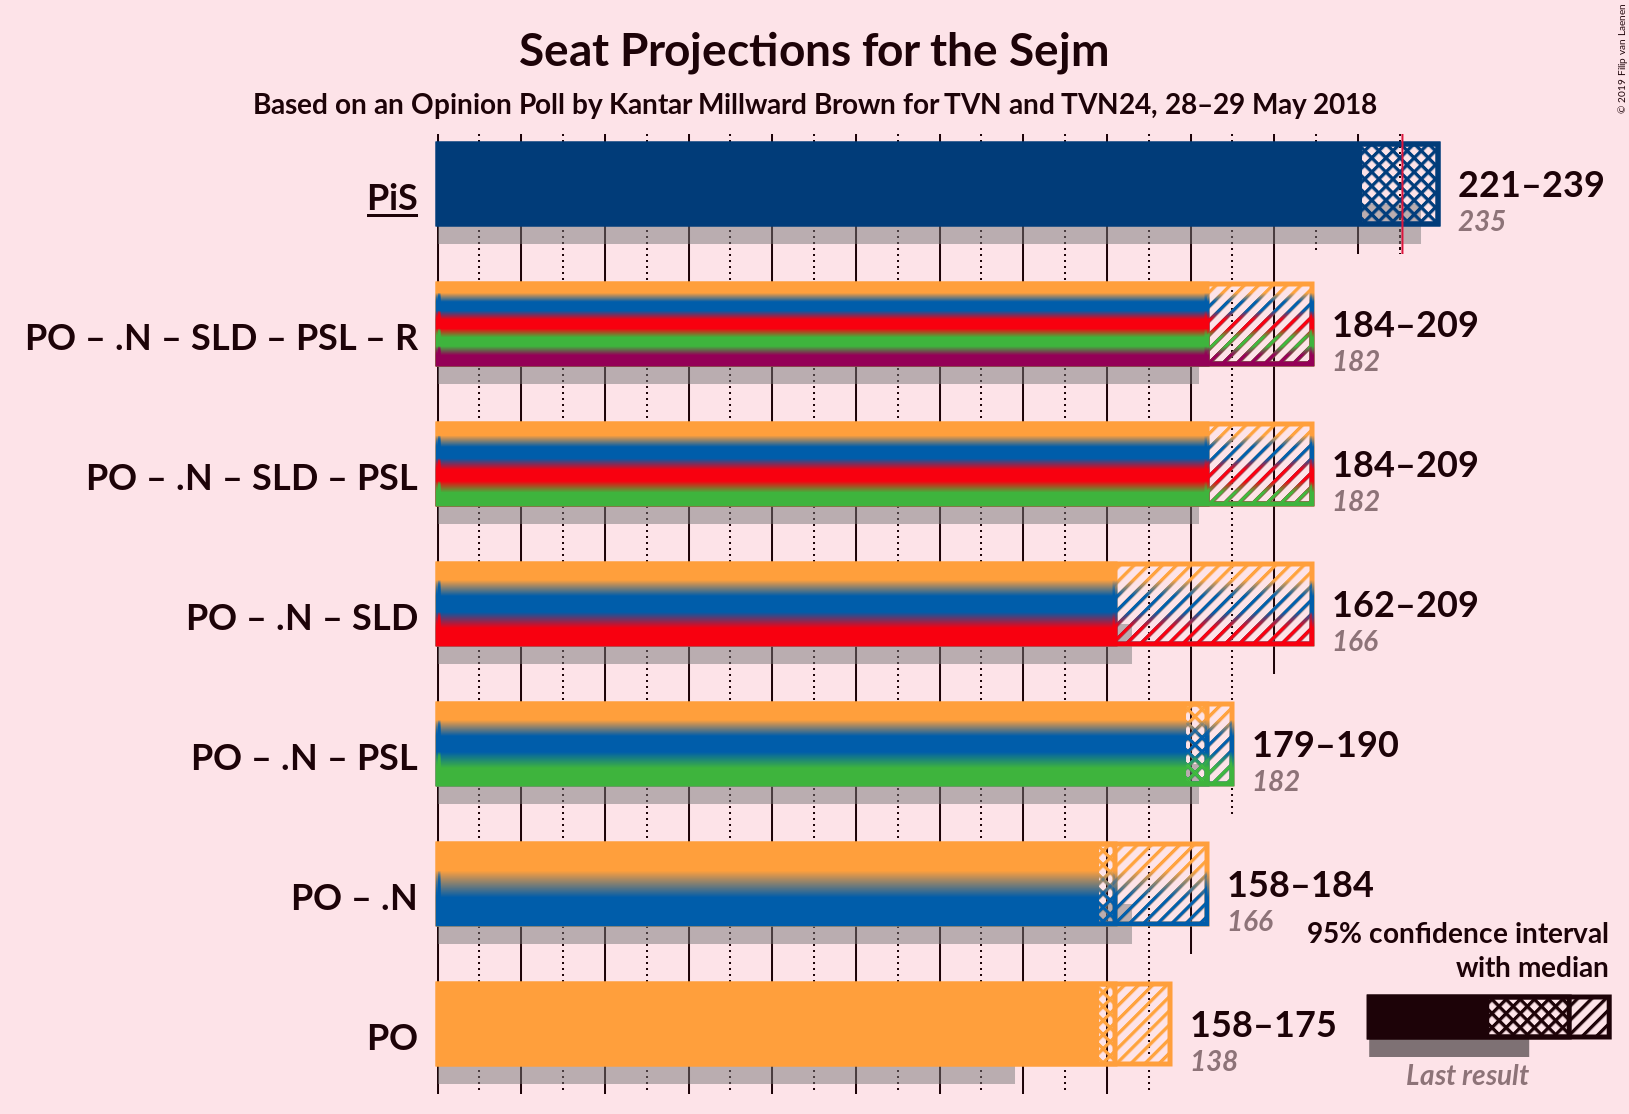 Seat Projections for the Sejm
Based on an Opinion Poll by Kantar Millward Brown for TVN and TVN24, 28–29 May 2018
© 2019 Filip van Laenen
PiS
221–239
235
PO – .N – SLD – PSL – R
184–209
182
PO – .N – SLD – PSL
184–209
182
PO – .N – SLD
162–209
166
PO – .N – PSL
179–190
182
PO – .N
158–184
166
PO
158–175
138
95% confidence interval
with median
Last result